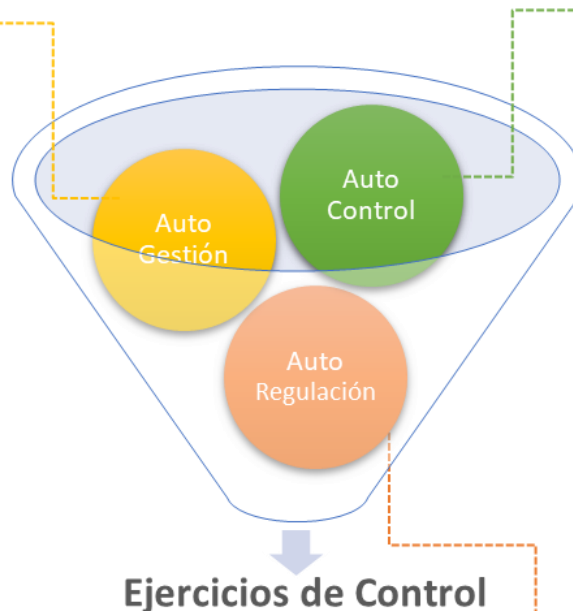 Auto
Control
Auto
Gestión
Auto
Regulación
Ejercicios de Control